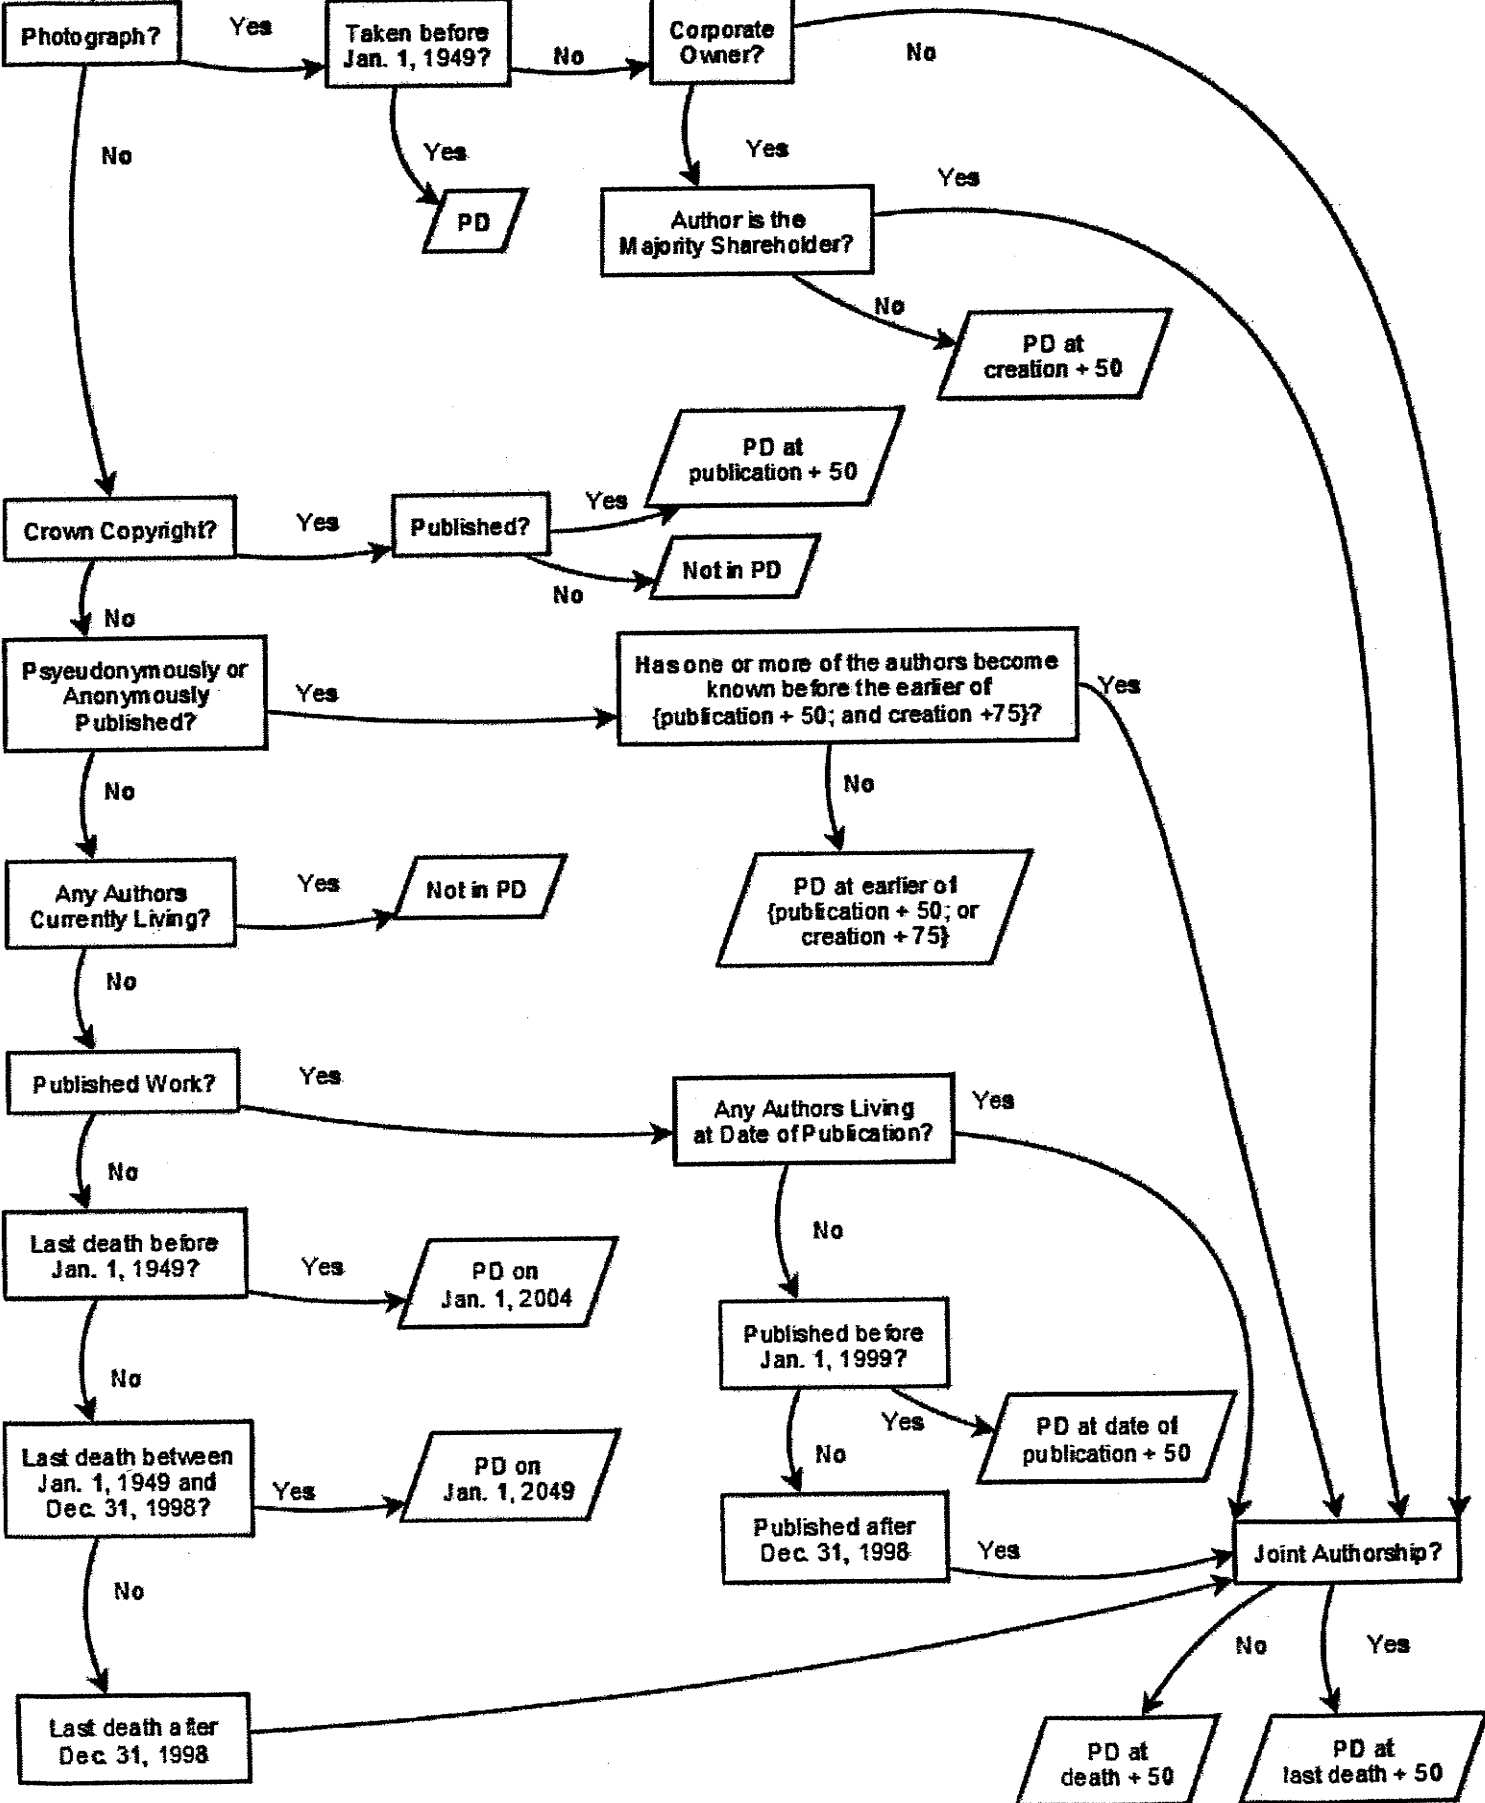 Photograph?
Yes
Taken before
Jan. 1, 1949?
No
Corporate
Owner?
No
No
Yes
PD
Yes
Author is the
Majority Shareholder?
Yes
No
PD at
creation + 50
PD at
publication + 50
Crown Copyright?
Yes
Published?
Yes
No
Not in PD
No
Psyeudonymously or
Anonymously
Published?
Yes
Has one or more of the authors become
known before the earlier of
{publication + 50; and creation +75}?
Yes
No
No
PD at earlier of
{publication + 50; or
creation + 75}
Any Authors
Currently Living?
Yes
Not in PD
No
Published Work?
Yes
Any Authors Living
at Date of Publication?
Yes
No
No
Last death before
Jan. 1, 1949?
Yes
PD on
Jan. 1, 2004
Published before
Jan. 1, 1999?
No
Yes
PD at date of
publication + 50
No
Last death between
Jan. 1, 1949 and
Dec. 31, 1998?
Yes
PD on
Jan. 1, 2049
Published after
Dec. 31, 1998
Yes
Joint Authorship?
No
No
Yes
Last death after
Dec. 31, 1998
PD at
death + 50
PD at
last death + 50